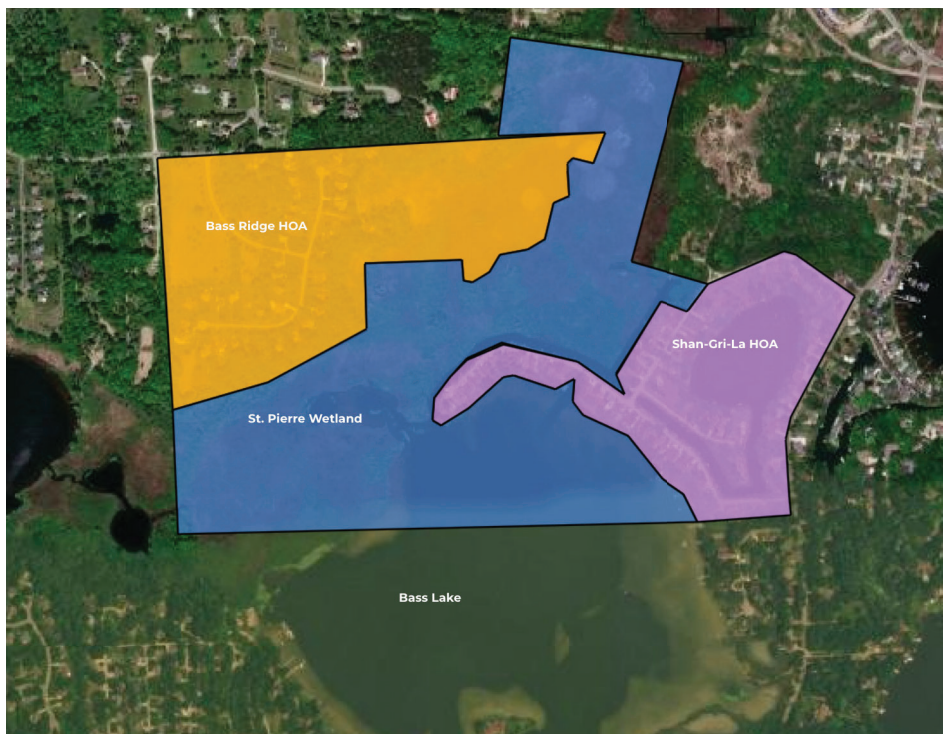 Bass Ridge HOA
Shan-Gri-La HOA
St. Pierre Wetland
Bass Lake